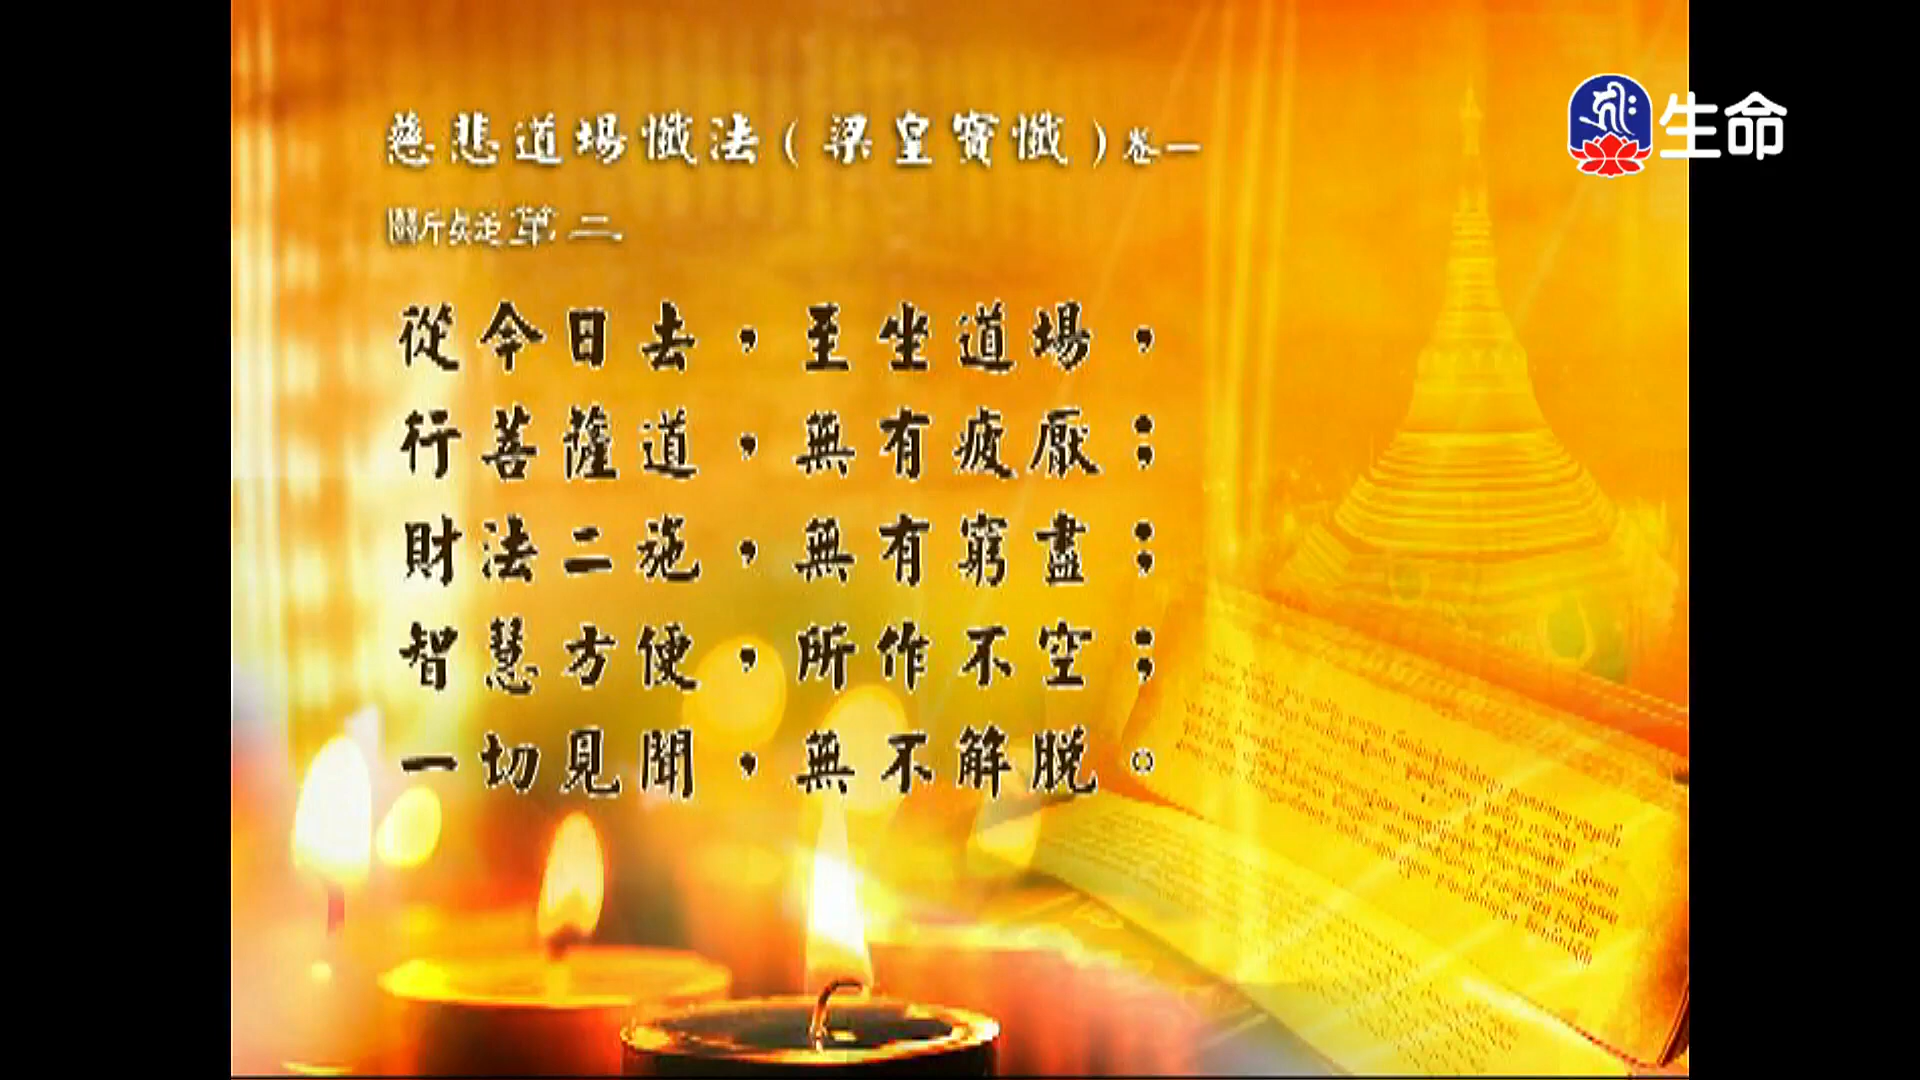 慈悲道場懺法(梁皇寶懺)卷一
生命
斷疑第二
從今日去，至坐道場，
行菩薩道，無有疲厭；
財法二施，無有窮盡；
智慧方便，所作不空；
一切見聞，無不解脫。